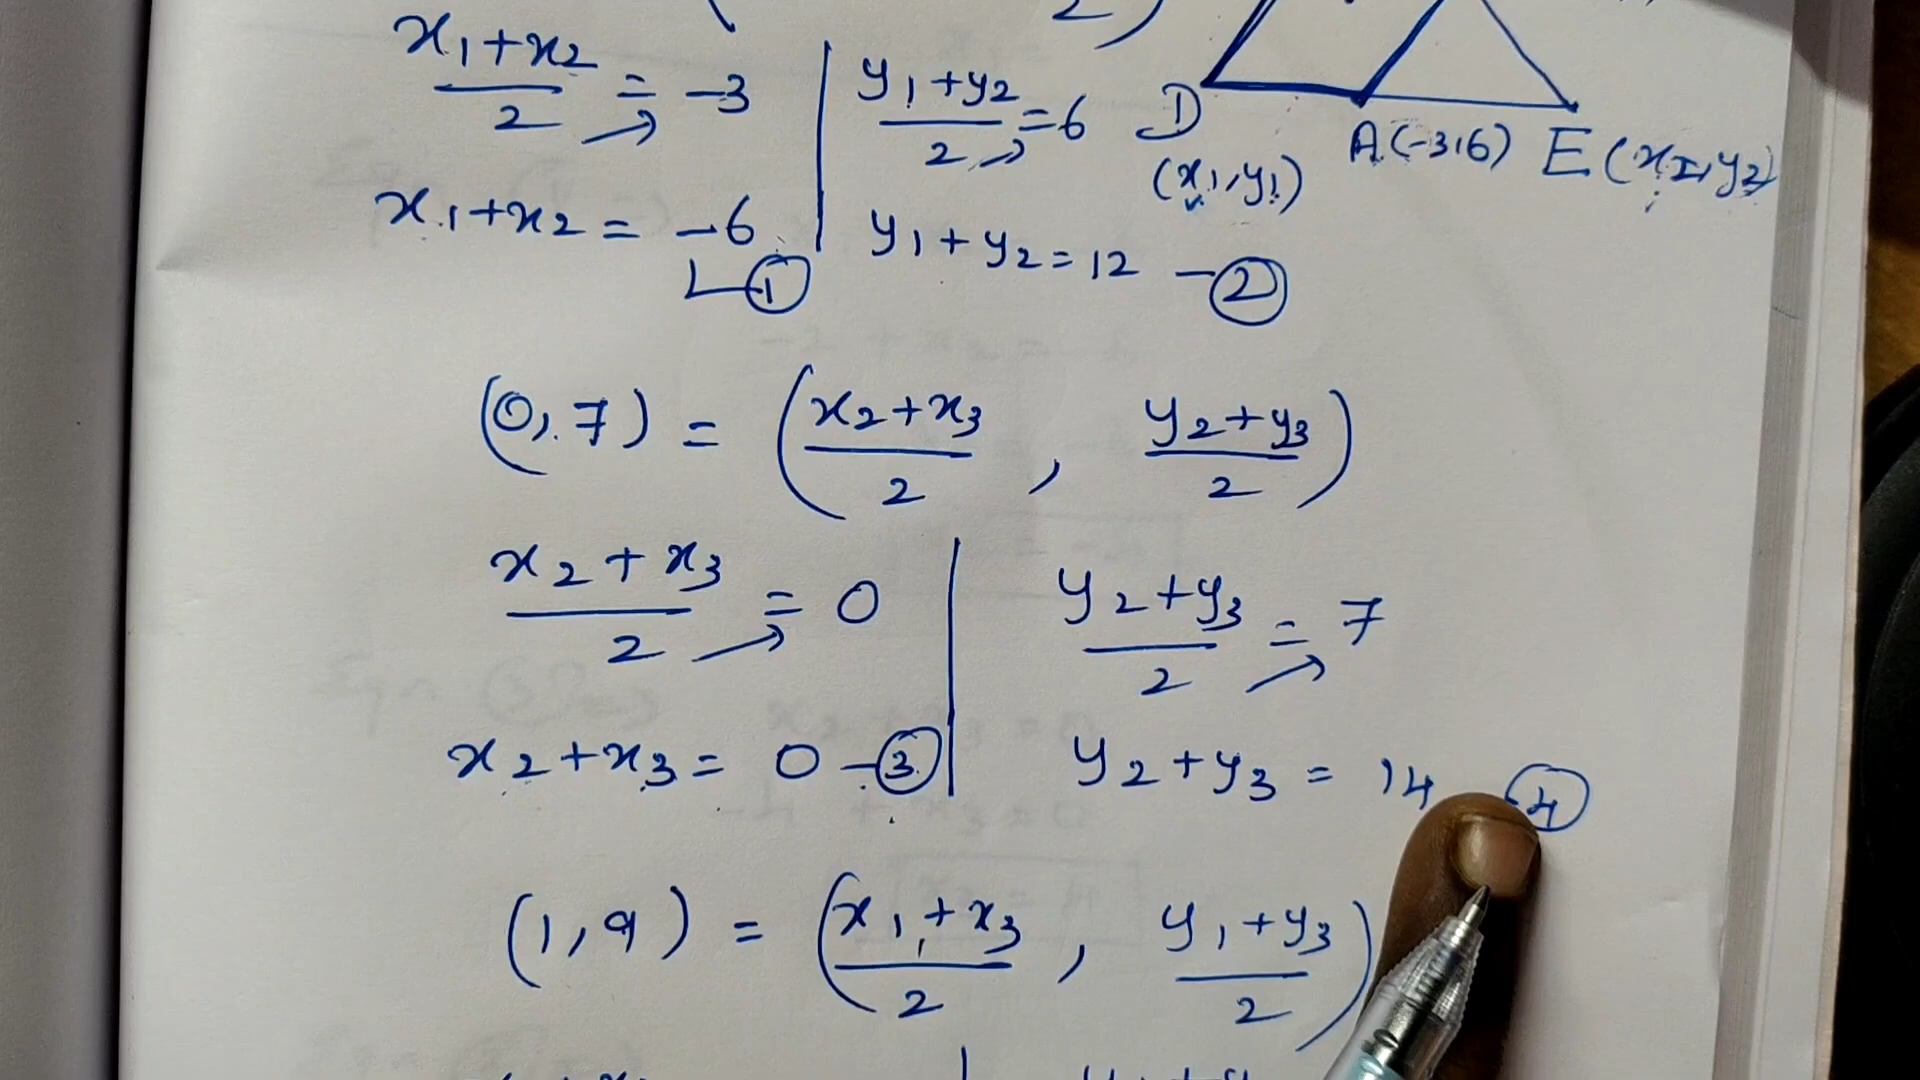 x₁+x₂/2 = -3 | y₁+y₂/2 = 6
D (x₁,y₁) A(-3,6) E(x₂,y₂)
x₁+x₂ = -6 —① | y₁+y₂ = 12 —②
(0,7) = (x₂+x₃/2 , y₂+y₃/2)
x₂+x₃/2 = 0 | y₂+y₃/2 = 7
x₂+x₃ = 0 —③ | y₂+y₃ = 14 —④
(1,9) = (x₁+x₃/2 , y₁+y₃/2)